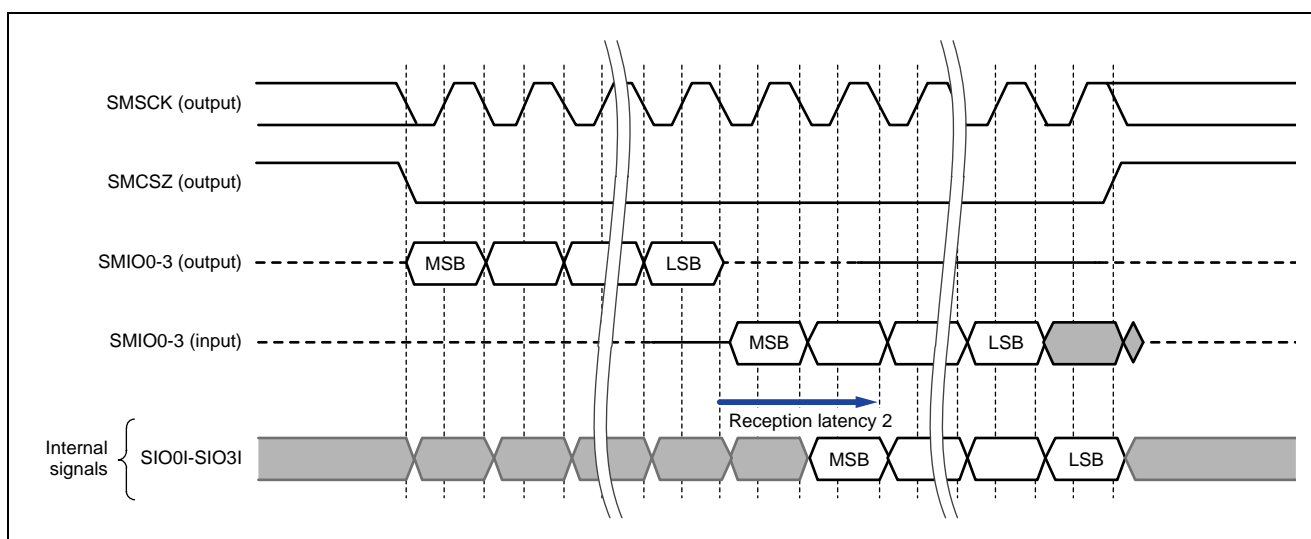 SMSCK (output)
SMCSZ (output)
SMIO0-3 (output)
MSB
LSB
SMIO0-3 (input)
MSB
LSB
Reception latency 2
Internal
signals
SIO0I-SIO3I
MSB
LSB